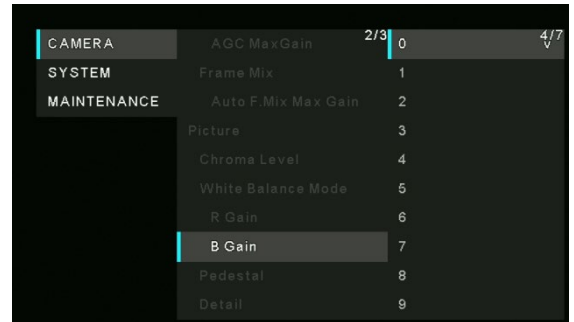 CAMERA
SYSTEM
MAINTENANCE
2/3
AGC MaxGain
Frame Mix
Auto F.Mix Max Gain
Picture
Chroma Level
White Balance Mode
R Gain
B Gain
Pedestal
Detail
4/7
0
1
2
3
4
5
6
7
8
9